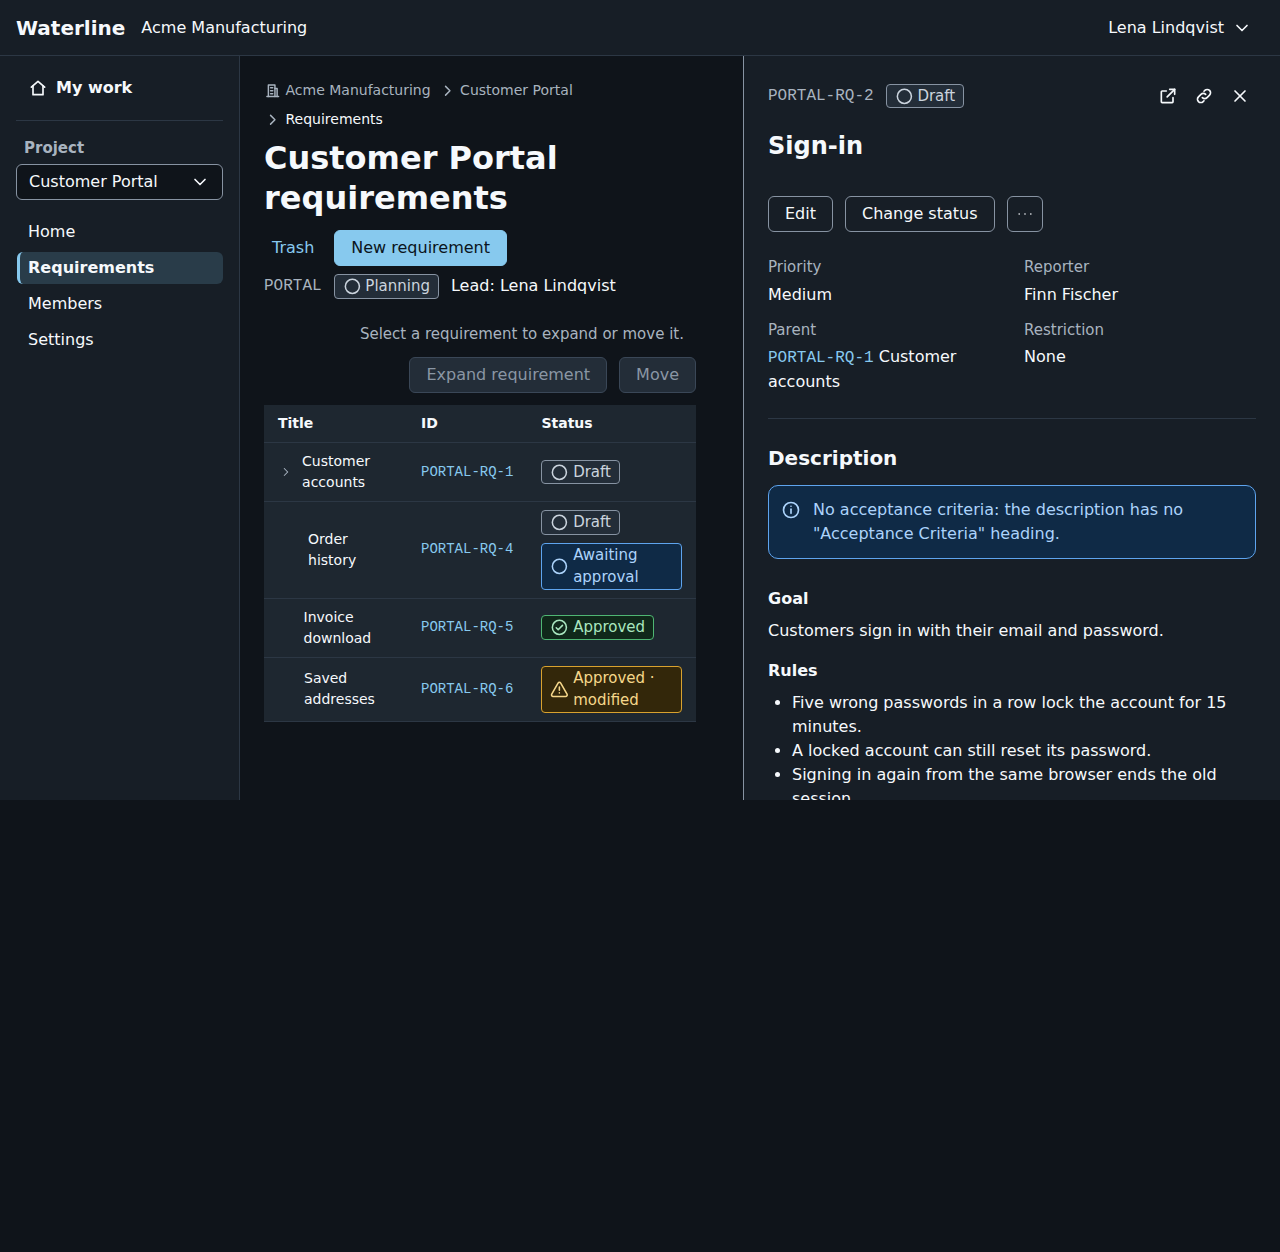 Waterline
Acme Manufacturing
Lena Lindqvist
My work
Project
Customer Portal
Home
Requirements
Members
Settings
Acme Manufacturing
Customer Portal
Requirements
Customer Portal
requirements
Trash
New requirement
PORTAL
Planning
Lead: Lena Lindqvist
Select a requirement to expand or move it.
Expand requirement
Move
Title
ID
Status
Customer
accounts
PORTAL-RQ-1
Draft
Order
history
PORTAL-RQ-4
Draft
Awaiting
approval
Invoice
download
PORTAL-RQ-5
Approved
Saved
addresses
PORTAL-RQ-6
Approved ·
modified
PORTAL-RQ-2
Draft
Sign-in
Edit
Change status
···
Priority
Medium
Reporter
Finn Fischer
Parent
PORTAL-RQ-1 Customer
accounts
Restriction
None
Description
No acceptance criteria: the description has no
"Acceptance Criteria" heading.
Goal
Customers sign in with their email and password.
Rules
• Five wrong passwords in a row lock the account for 15
minutes.
• A locked account can still reset its password.
• Signing in again from the same browser ends the old
session